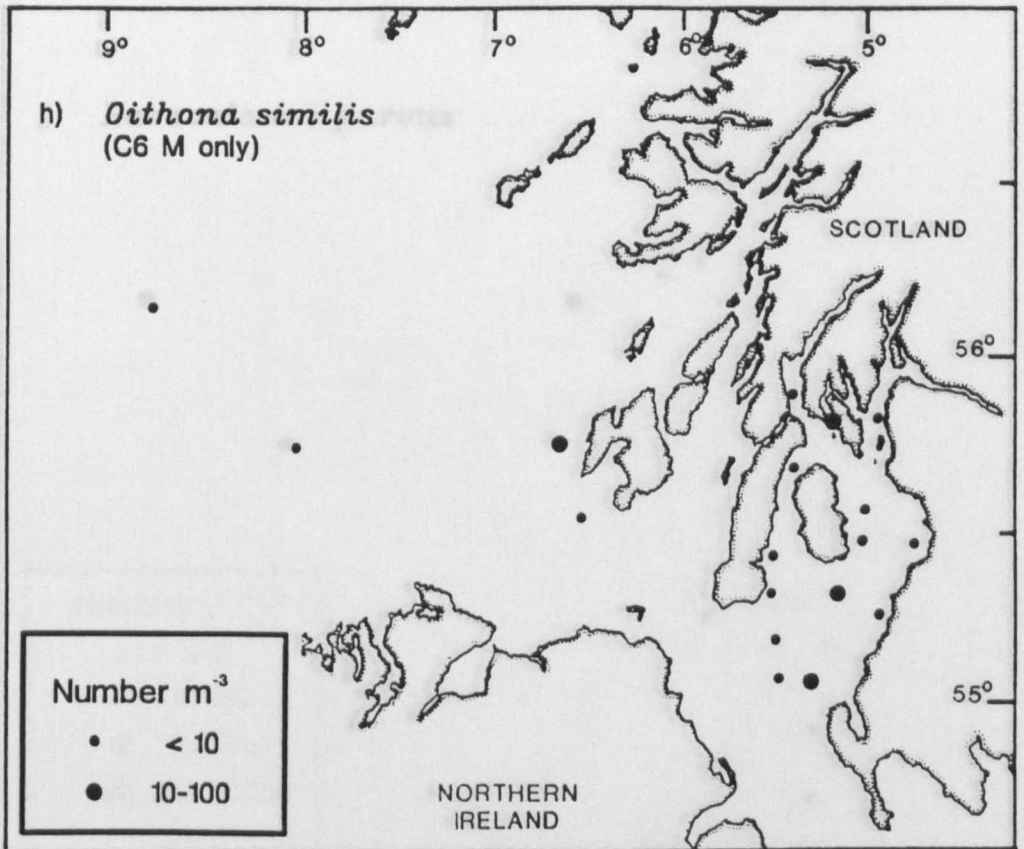 9° 8° 7° 6° 5°
h) Oithona similis
(C6 M only)
SCOTLAND
56°
55°
Number m⁻³
< 10
10-100
NORTHERN
IRELAND